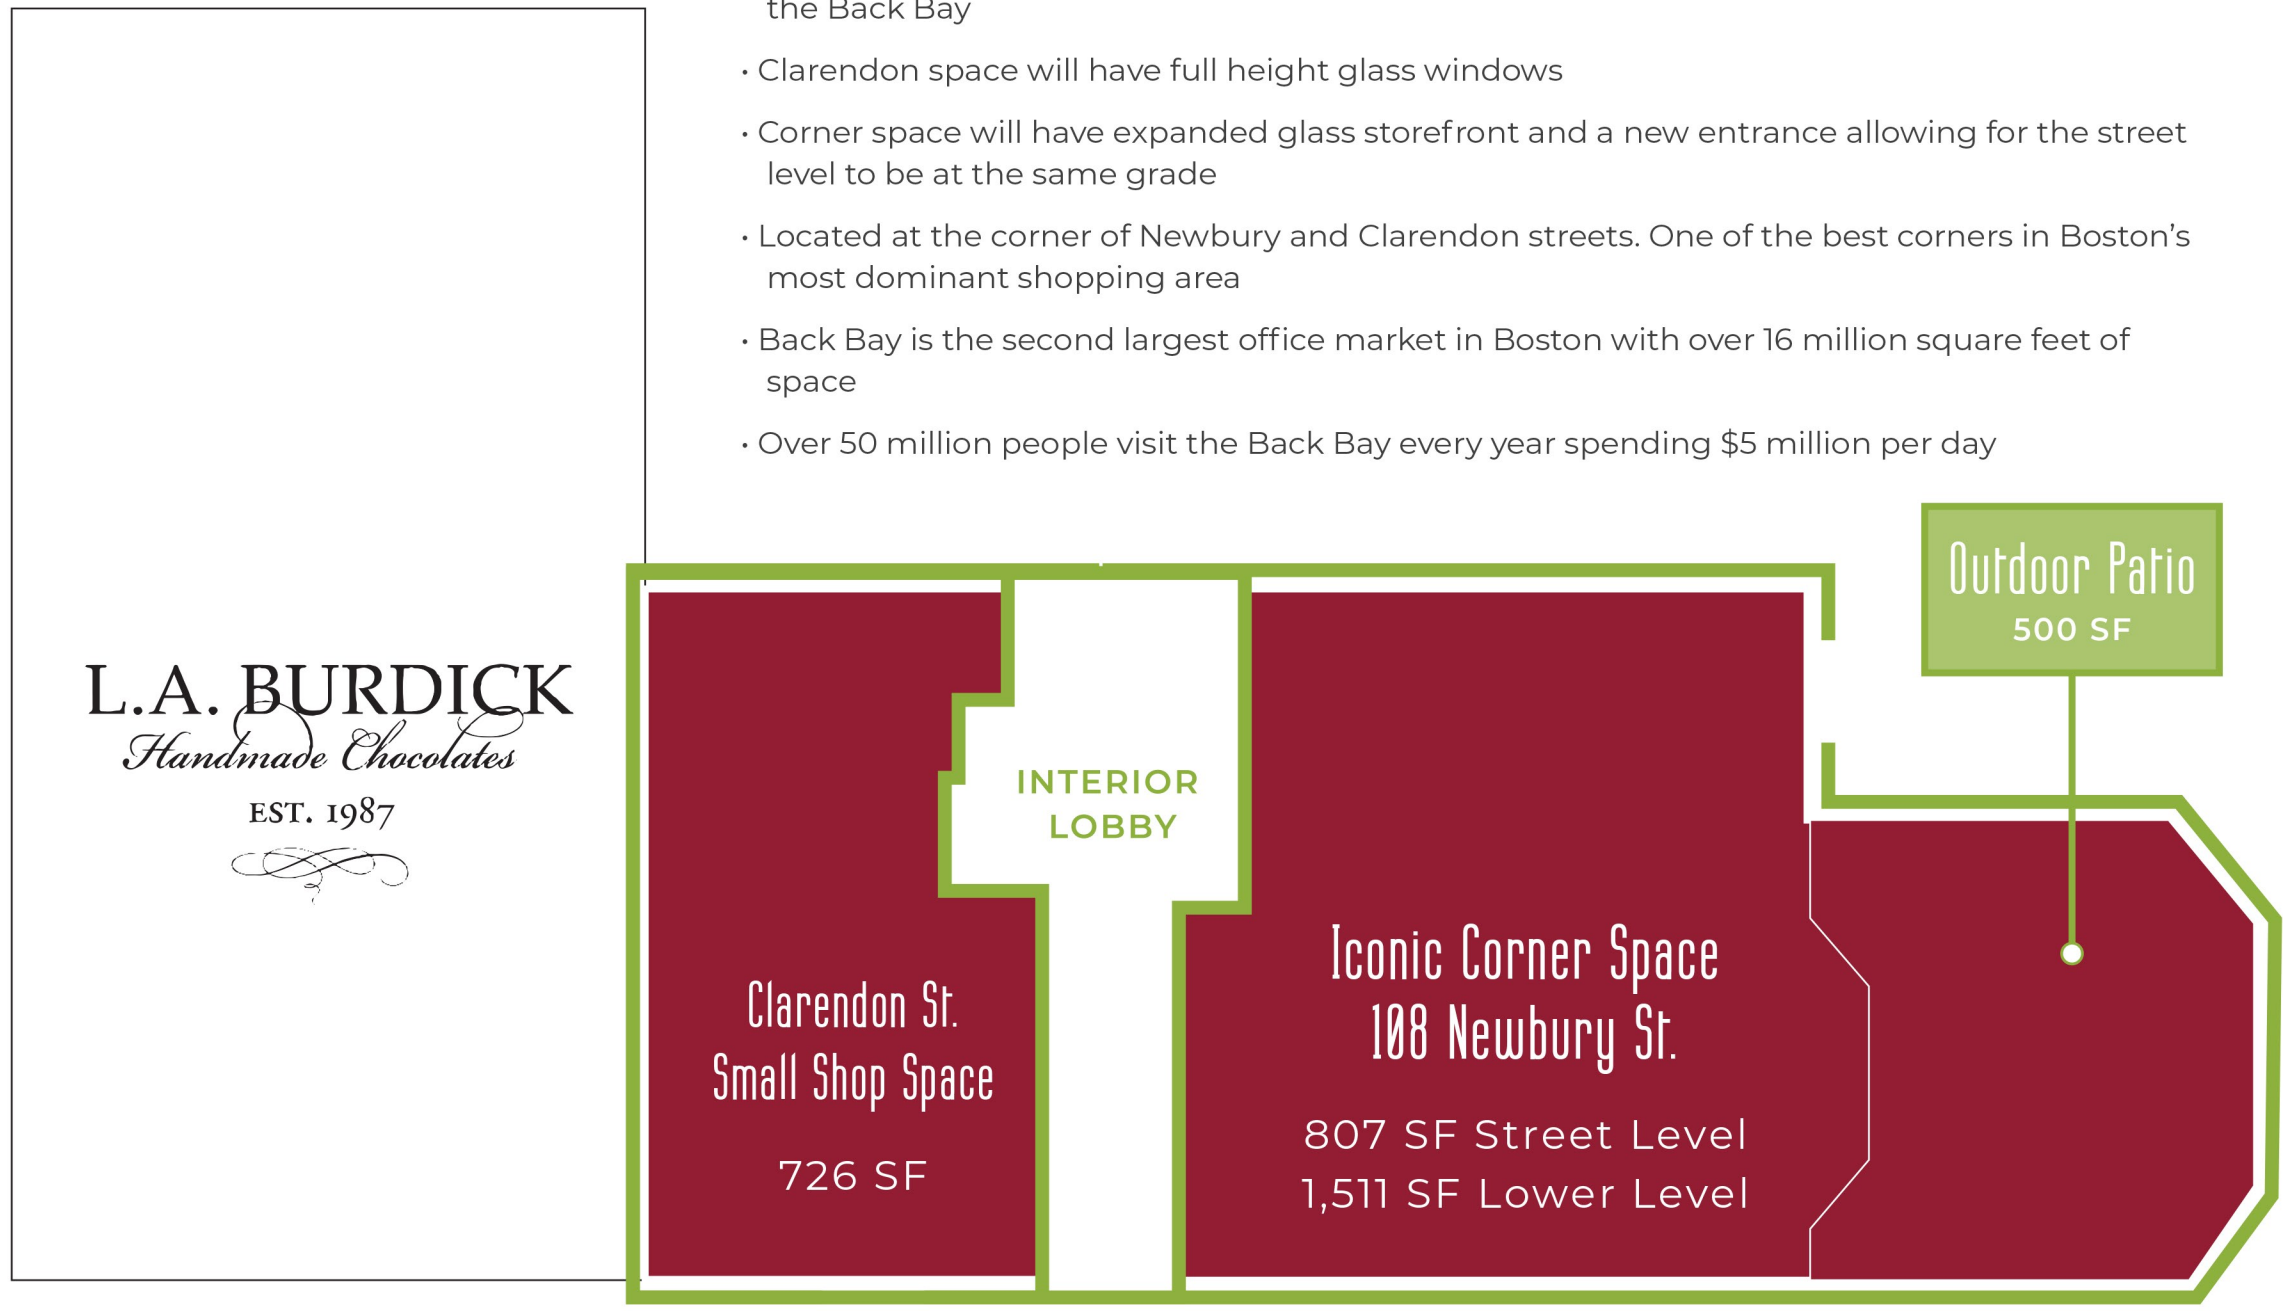 the Back Bay
• Clarendon space will have full height glass windows
• Corner space will have expanded glass storefront and a new entrance allowing for the street
level to be at the same grade
• Located at the corner of Newbury and Clarendon streets. One of the best corners in Boston’s
most dominant shopping area
• Back Bay is the second largest office market in Boston with over 16 million square feet of
space
• Over 50 million people visit the Back Bay every year spending $5 million per day
Outdoor Patio
500 SF
L.A. BURDICK
Handmade Chocolates
EST. 1987
INTERIOR
LOBBY
Clarendon St.
Small Shop Space
726 SF
Iconic Corner Space
108 Newbury St.
807 SF Street Level
1,511 SF Lower Level